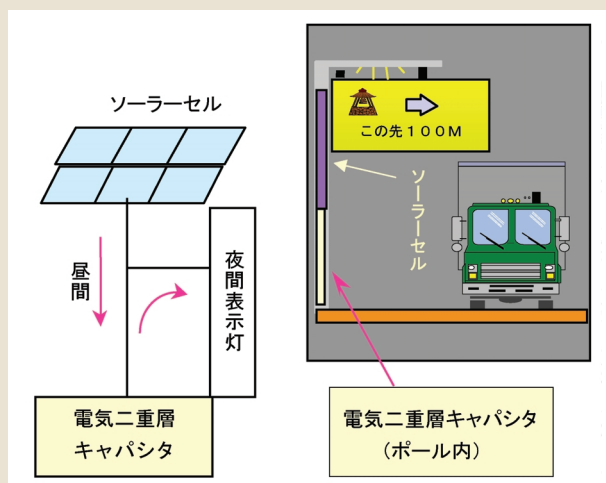 ソーラーセル
昼間
夜間表示灯
電気二重層
キャパシタ
この先100M
ソーラーセル
電気二重層キャパシタ
(ポール内)